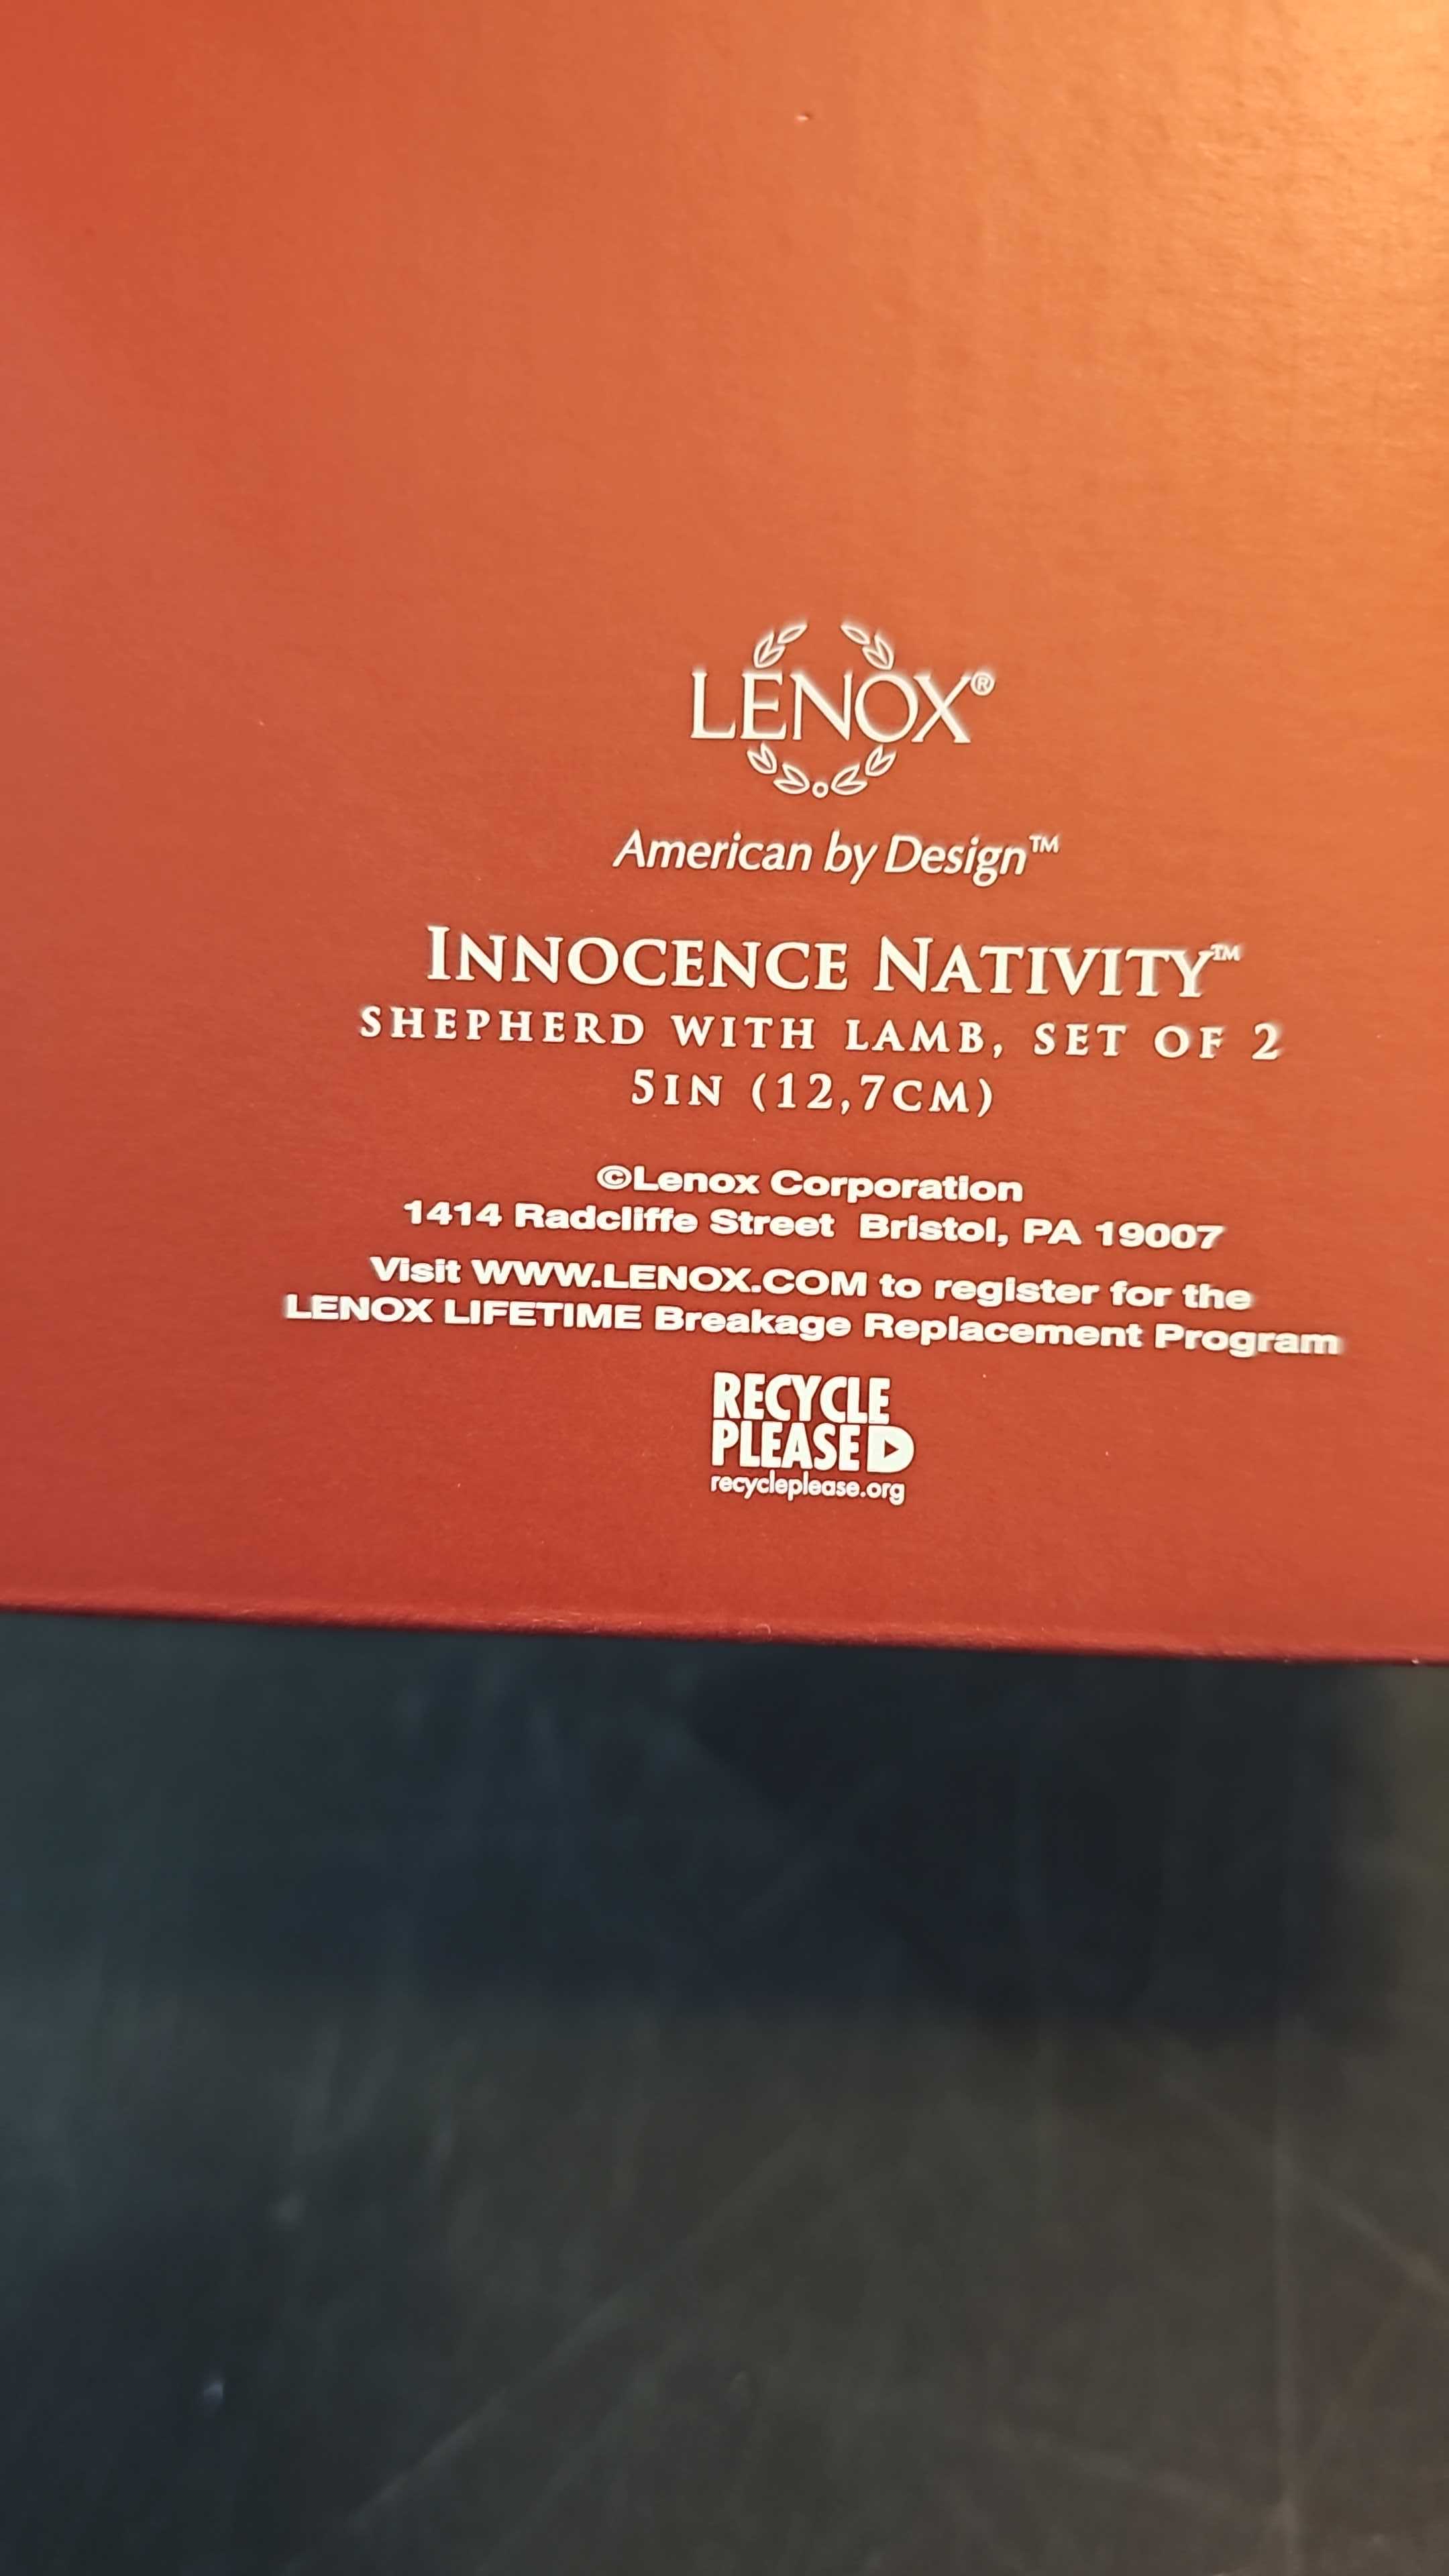 LENOX®
American by Design™
INNOCENCE NATIVITY™
SHEPHERD WITH LAMB, SET OF 2
5IN (12,7CM)
©Lenox Corporation
1414 Radcliffe Street Bristol, PA 19007
Visit WWW.LENOX.COM to register for the
LENOX LIFETIME Breakage Replacement Program
RECYCLE
PLEASE
recycleplease.org